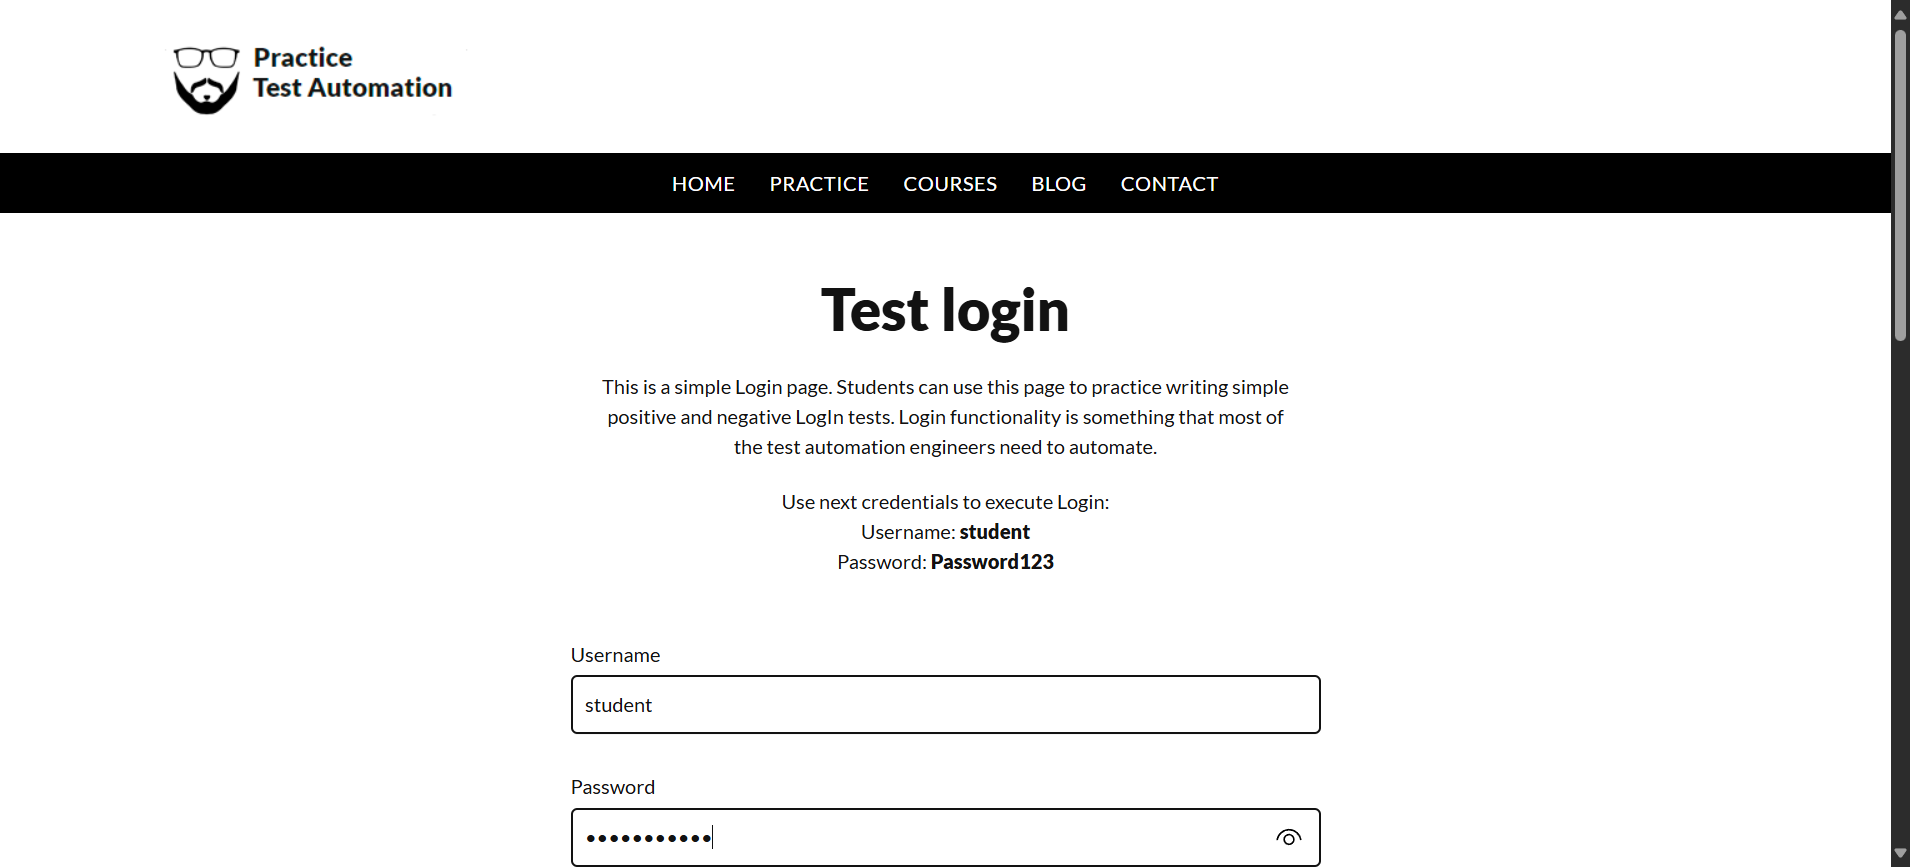 Practice
Test Automation
HOME PRACTICE COURSES BLOG CONTACT
Test login
This is a simple Login page. Students can use this page to practice writing simple
positive and negative LogIn tests. Login functionality is something that most of
the test automation engineers need to automate.
Use next credentials to execute Login:
Username: student
Password: Password123
Username
student
Password
•••••••••••